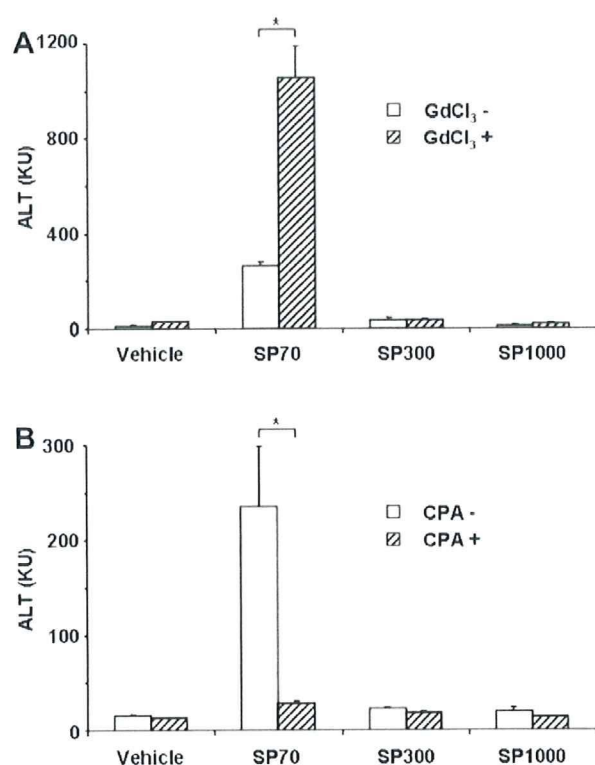 A
*
1200
800
400
0
ALT (KU)
GdCl₃ -
GdCl₃ +
Vehicle SP70 SP300 SP1000
B
*
300
200
100
0
ALT (KU)
CPA -
CPA +
Vehicle SP70 SP300 SP1000